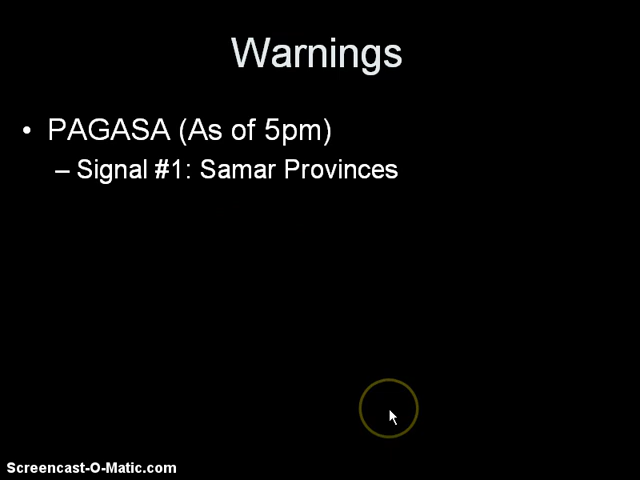 Warnings
• PAGASA (As of 5pm)
– Signal #1: Samar Provinces
Screencast-O-Matic.com